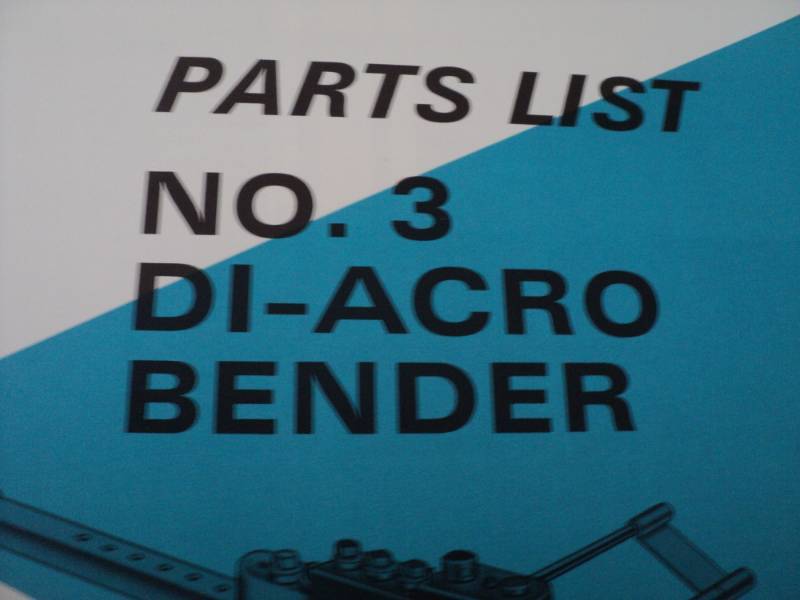 PARTS LIST
NO. 3
DI-ACRO
BENDER